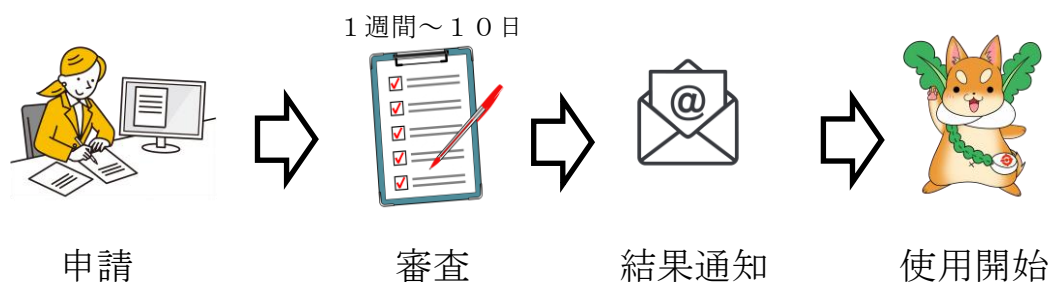 １週間～１０日
申請
審査
結果通知
使用開始